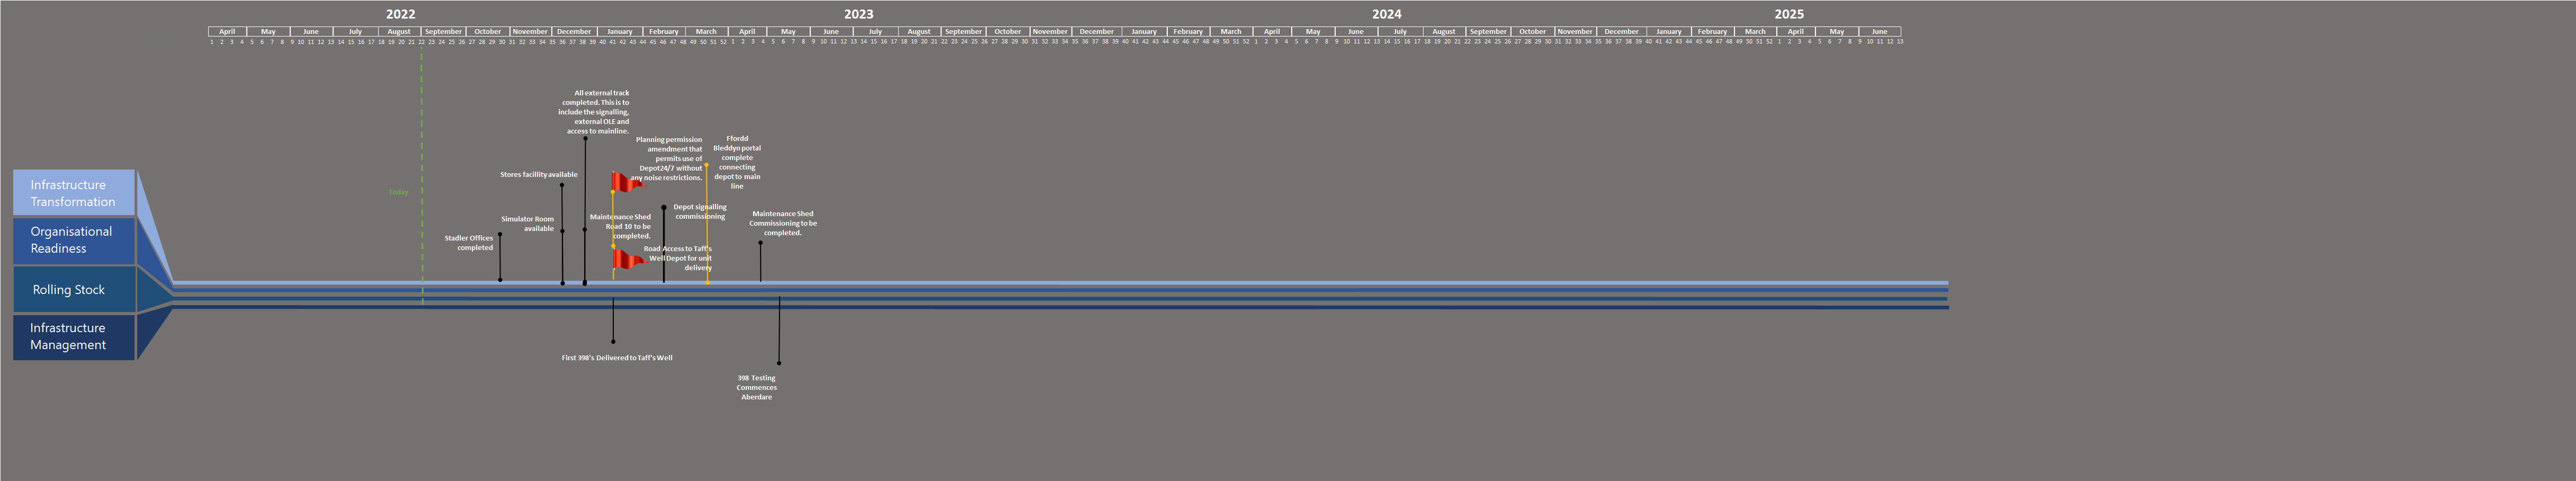 2022 2023 2024 2025
April May June July August September October November December January February March April May June July August September October November December January February March April May June July August September October November December January February March April May June
1 2 3 4 5 6 7 8 9 10 11 12 13 14 15 16 17 18 19 20 21 22 23 24 25 26 27 28 29 30 31 32 33 34 35 36 37 38 39 40 41 42 43 44 45 46 47 48 49 50 51 52 1 2 3 4 5 6 7 8 9 10 11 12 13 14 15 16 17 18 19 20 21 22 23 24 25 26 27 28 29 30 31 32 33 34 35 36 37 38 39 40 41 42 43 44 45 46 47 48 49 50 51 52 1 2 3 4 5 6 7 8 9 10 11 12 13 14 15 16 17 18 19 20 21 22 23 24 25 26 27 28 29 30 31 32 33 34 35 36 37 38 39 40 41 42 43 44 45 46 47 48 49 50 51 52 1 2 3 4 5 6 7 8 9 10 11 12 13
All external track
completed. This is to
include the signalling,
external OLE and
access to mainline.
Planning permission
amendment that
permits use of
Depot24/7 without
any noise restrictions.
Ffordd
Bleddyn portal
complete
connecting
depot to main
line
Stores facillity available
Today
Infrastructure
Transformation
Simulator Room
available
Maintenance Shed
Road 10 to be
completed.
Depot signalling
commissioning
Maintenance Shed
Commissioning to be
completed.
Organisational
Readiness
Stadler Offices
completed
Road Access to Taff's
Well Depot for unit
delivery
Rolling Stock
Infrastructure
Management
First 398's Delivered to Taff's Well
398 Testing
Commences
Aberdare